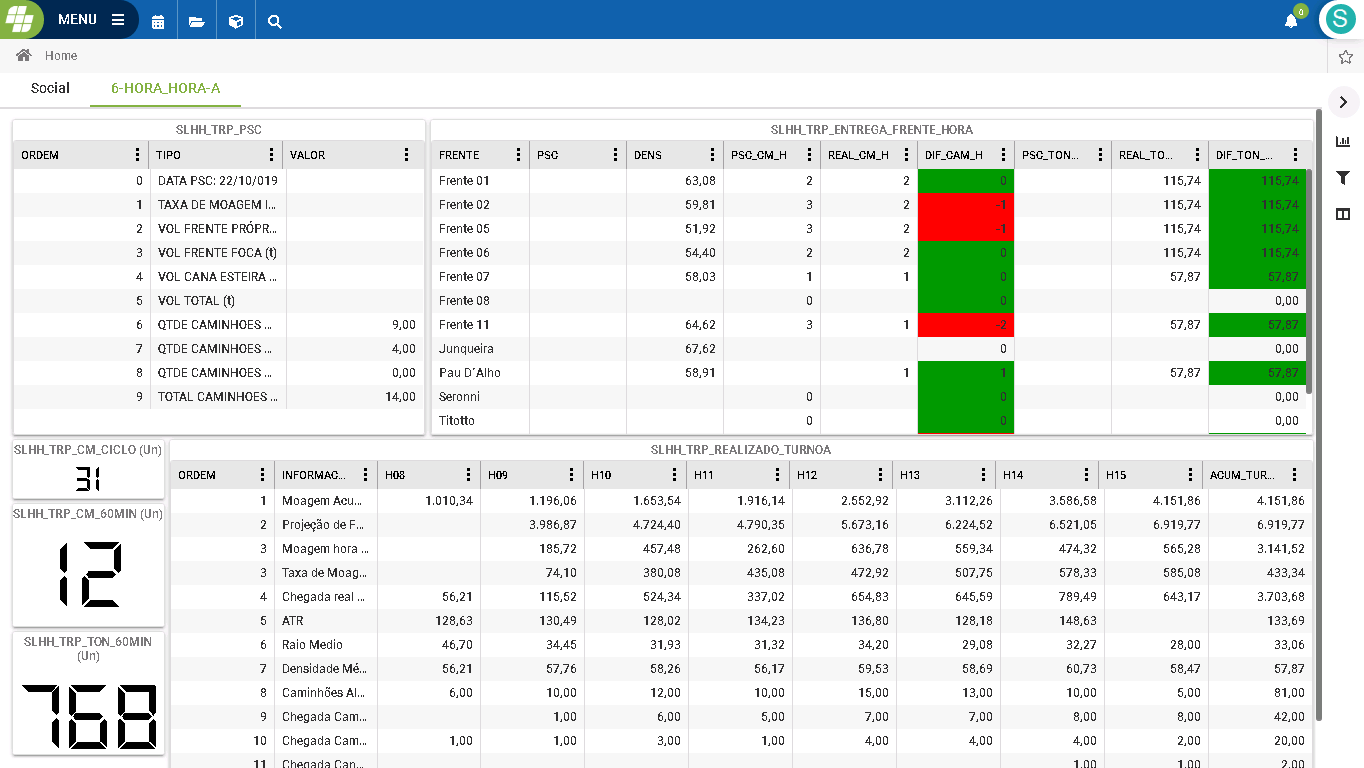 MENU
0
S
Home
Social 6-HORA_HORA-A
SLHH_TRP_PSC
ORDEM TIPO VALOR
0 DATA PSC: 22/10/019
1 TAXA DE MOAGEM I...
2 VOL FRENTE PRÓPR...
3 VOL FRENTE FOCA (t)
4 VOL CANA ESTEIRA ...
5 VOL TOTAL (t)
6 QTDE CAMINHOES ... 9,00
7 QTDE CAMINHOES ... 4,00
8 QTDE CAMINHOES ... 0,00
9 TOTAL CAMINHOES ... 14,00
SLHH_TRP_ENTREGA_FRENTE_HORA
FRENTE PSC DENS PSC_CM_H REAL_CM_H DIF_CAM_H PSC_TON... REAL_TO... DIF_TON_...
Frente 01 63,08 2 2 0 115,74 115,74
Frente 02 59,81 3 2 -1 115,74 115,74
Frente 05 51,92 3 2 -1 115,74 115,74
Frente 06 54,40 2 2 0 115,74 115,74
Frente 07 58,03 1 1 0 57,87 57,87
Frente 08 0 0 0,00
Frente 11 64,62 3 1 -2 57,87 57,87
Junqueira 67,62 0 0,00
Pau D´Alho 58,91 1 1 57,87 57,87
Seronni 0 0 0,00
Titotto 0 0 0,00
SLHH_TRP_CM_CICLO (Un)
31
SLHH_TRP_CM_60MIN (Un)
12
SLHH_TRP_TON_60MIN
(Un)
768
SLHH_TRP_REALIZADO_TURNOA
ORDEM INFORMAC... H08 H09 H10 H11 H12 H13 H14 H15 ACUM_TUR...
1 Moagem Acu... 1.010,34 1.196,06 1.653,54 1.916,14 2.552,92 3.112,26 3.586,58 4.151,86 4.151,86
2 Projeção de F... 3.986,87 4.724,40 4.790,35 5.673,16 6.224,52 6.521,05 6.919,77 6.919,77
3 Moagem hora ... 185,72 457,48 262,60 636,78 559,34 474,32 565,28 3.141,52
3 Taxa de Moag... 74,10 380,08 435,08 472,92 507,75 578,33 585,08 433,34
4 Chegada real ... 56,21 115,52 524,34 337,02 654,83 645,59 789,49 643,17 3.703,68
5 ATR 128,63 130,49 128,02 134,23 136,80 128,18 148,63 133,69
6 Raio Medio 46,70 34,45 31,93 31,32 34,20 29,08 32,27 28,00 33,06
7 Densidade Mé... 56,21 57,76 58,26 56,17 59,53 58,69 60,73 58,47 57,87
8 Caminhões Al... 6,00 10,00 12,00 10,00 15,00 13,00 10,00 5,00 81,00
9 Chegada Cam... 1,00 6,00 5,00 7,00 7,00 8,00 8,00 42,00
10 Chegada Cam... 1,00 1,00 3,00 1,00 4,00 4,00 4,00 2,00 20,00
11 Chegada Can... 1,00 1,00 2,00